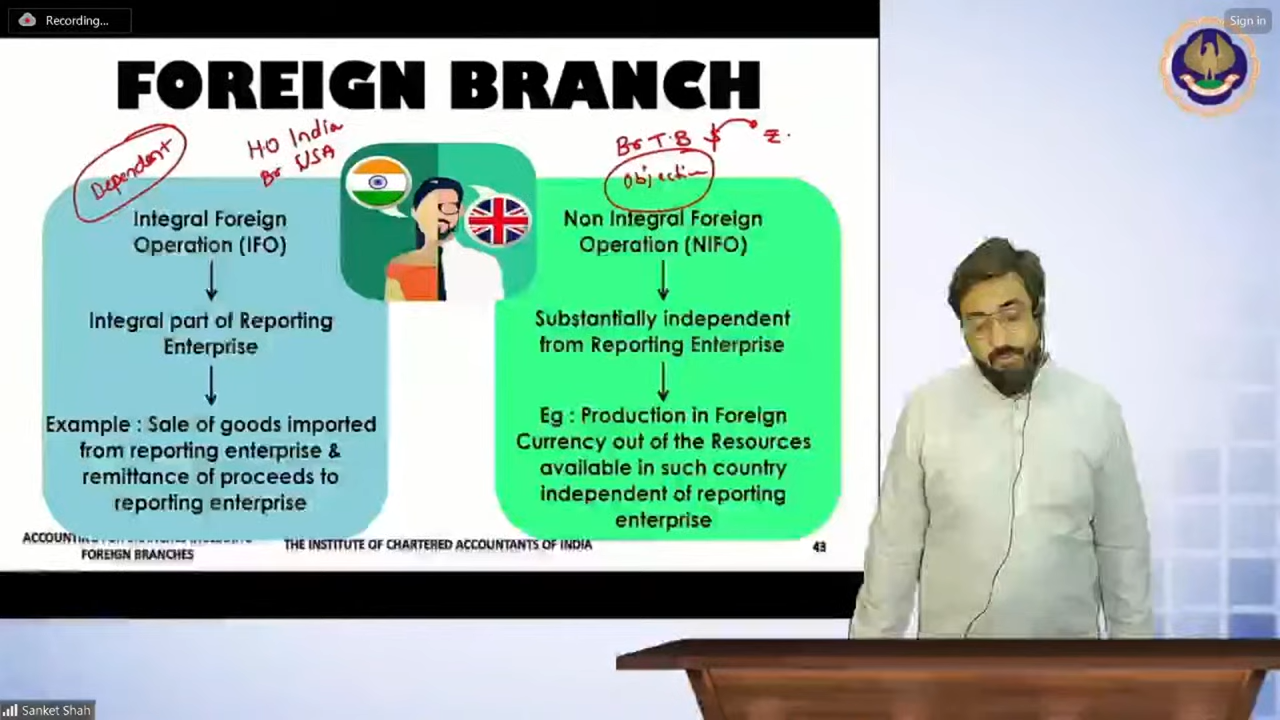 Recording...
Sign in
FOREIGN BRANCH
Dependent
H.O India
Br USA
Br T.B $
Objection
Integral Foreign
Operation (IFO)
Integral part of Reporting
Enterprise
Example : Sale of goods imported
from reporting enterprise &
remittance of proceeds to
reporting enterprise
Non Integral Foreign
Operation (NIFO)
Substantially independent
from Reporting Enterprise
Eg : Production in Foreign
Currency out of the Resources
available in such country
independent of reporting
enterprise
FOREIGN BRANCHES
THE INSTITUTE OF CHARTERED ACCOUNTANTS OF INDIA
43
Sanket Shah